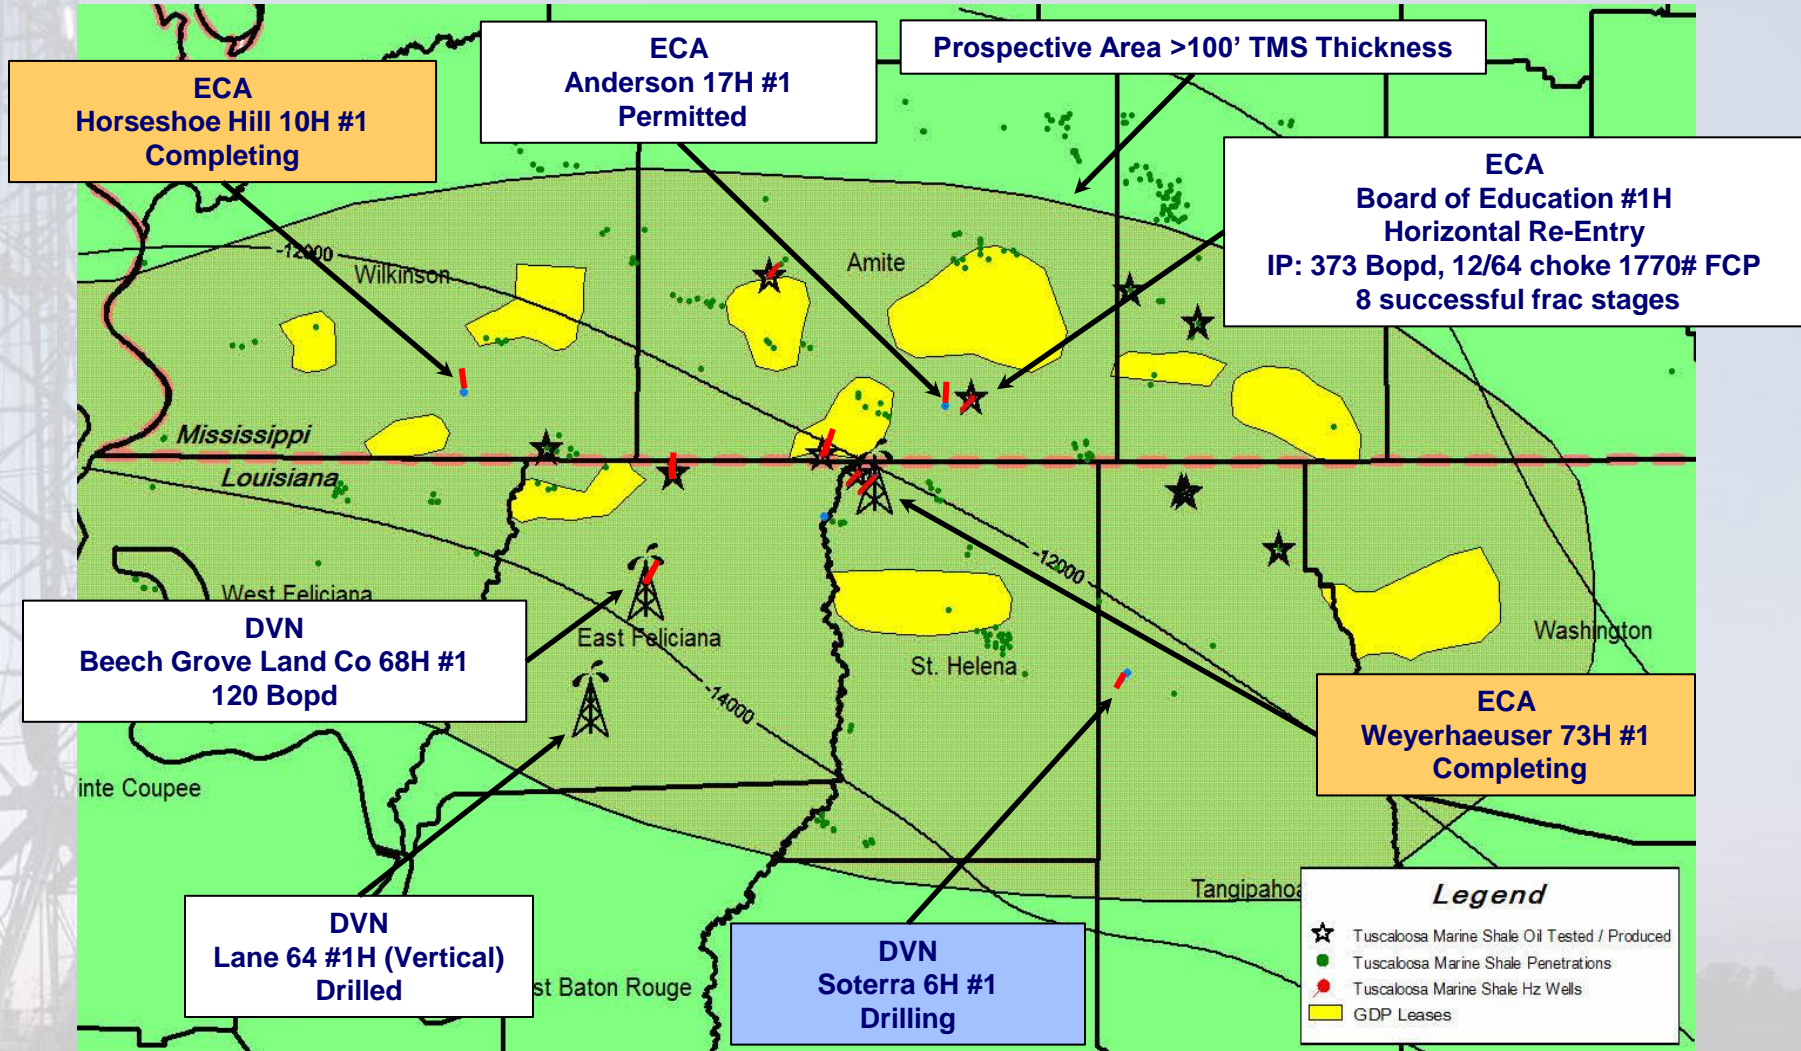 ECA
Horseshoe Hill 10H #1
Completing
ECA
Anderson 17H #1
Permitted
Prospective Area >100' TMS Thickness
ECA
Board of Education #1H
Horizontal Re-Entry
IP: 373 Bopd, 12/64 choke 1770# FCP
8 successful frac stages
-12000
Wilkinson
Amite
Mississippi
Louisiana
West Feliciana
-12000
DVN
Beech Grove Land Co 68H #1
120 Bopd
East Feliciana
St. Helena
Washington
-14000
ECA
Weyerhaeuser 73H #1
Completing
inte Coupee
Tangipahoa
DVN
Lane 64 #1H (Vertical)
Drilled
st Baton Rouge
DVN
Soterra 6H #1
Drilling
Legend
Tuscaloosa Marine Shale Oil Tested / Produced
Tuscaloosa Marine Shale Penetrations
Tuscaloosa Marine Shale Hz Wells
GDP Leases